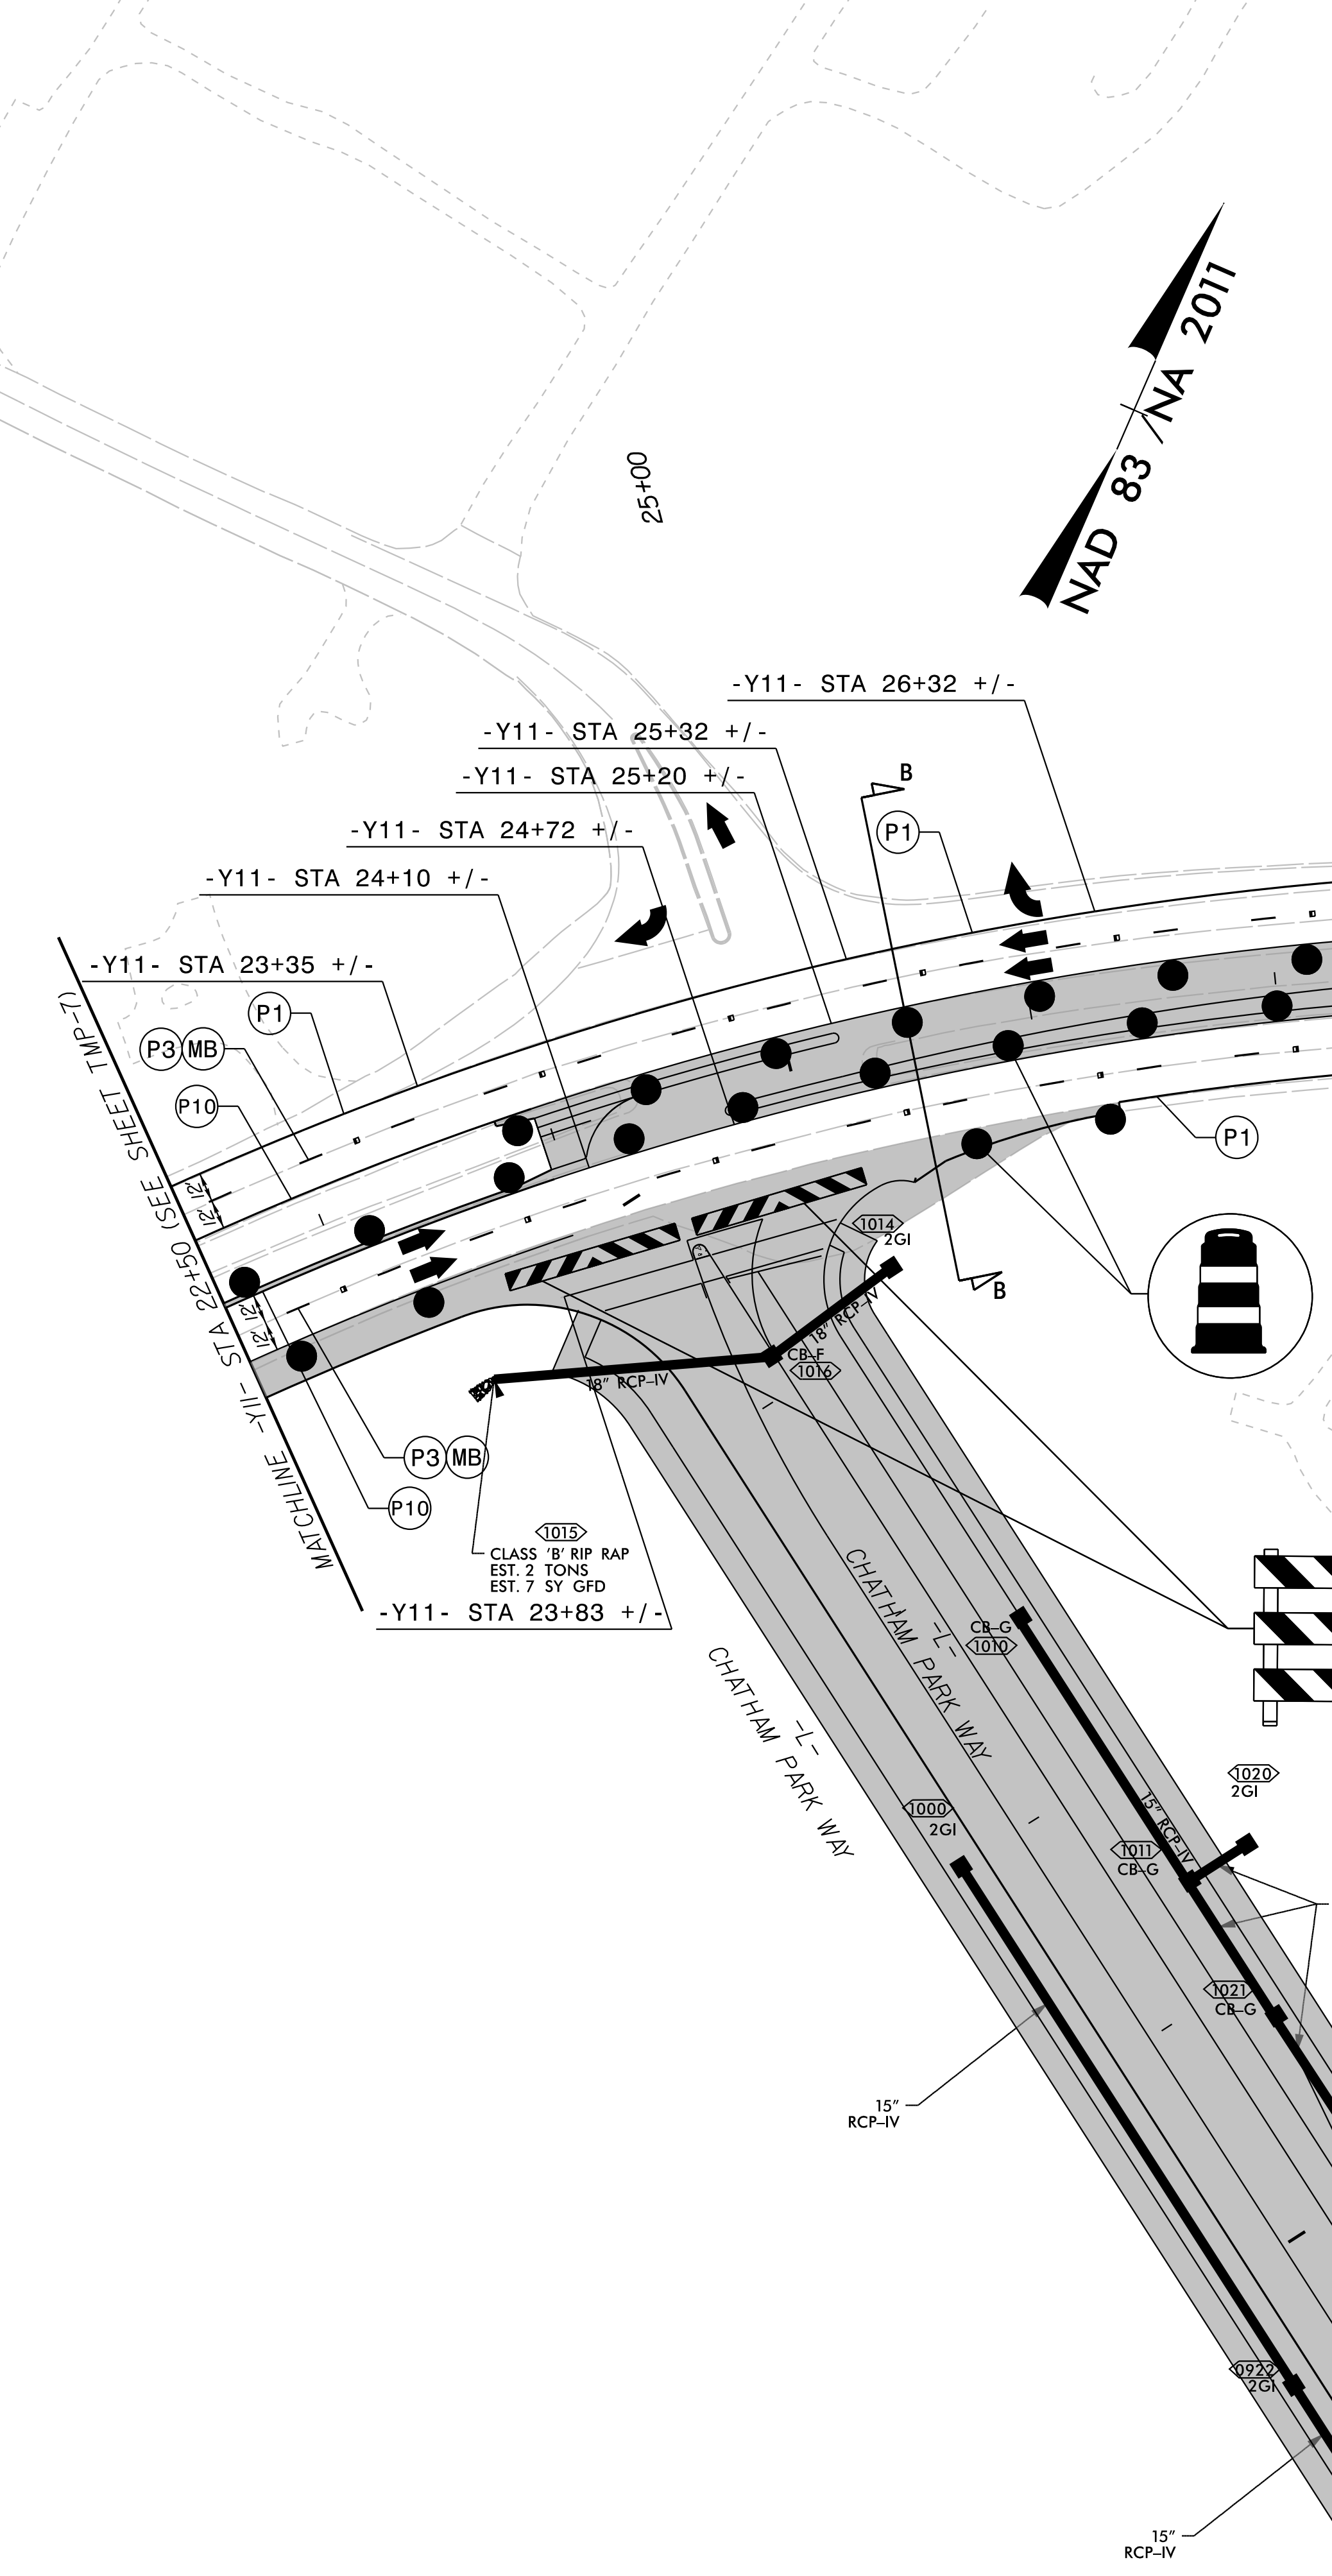 NAD 83 /NA 2011
25+00
-Y11- STA 26+32 +/-
-Y11- STA 25+32 +/-
-Y11- STA 25+20 +/-
B
-Y11- STA 24+72 +/-
P1
-Y11- STA 24+10 +/-
-Y11- STA 23+35 +/-
P1
P3 MB
P10
MATCHLINE -Y11- STA 22+50 (SEE SHEET TMP-7)
12' 12'
12' 12'
P1
1014
2GI
B
18" RCP-IV
CB-F
1016
18" RCP-IV
P3 MB
P10
1015
CLASS 'B' RIP RAP
EST. 2 TONS
EST. 7 SY GFD
-Y11- STA 23+83 +/-
-L-
CHATHAM PARK WAY
-L-
CHATHAM PARK WAY
CB-G
1010
1020
2GI
1000
2GI
15" RCP-IV
1011
CB-G
1021
CB-G
15"
RCP-IV
0922
2GI
15"
RCP-IV